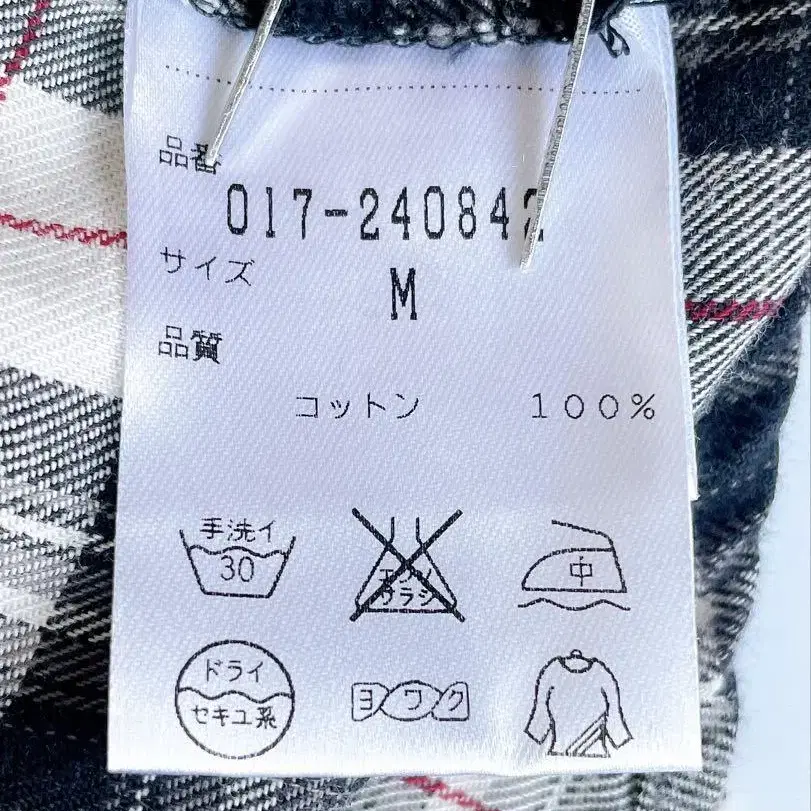 品番
017-240842
サイズ
M
品質
コットン 100%
手洗イ
30
エンソ
サラシ
中
ドライ
セキユ系
ヨワク